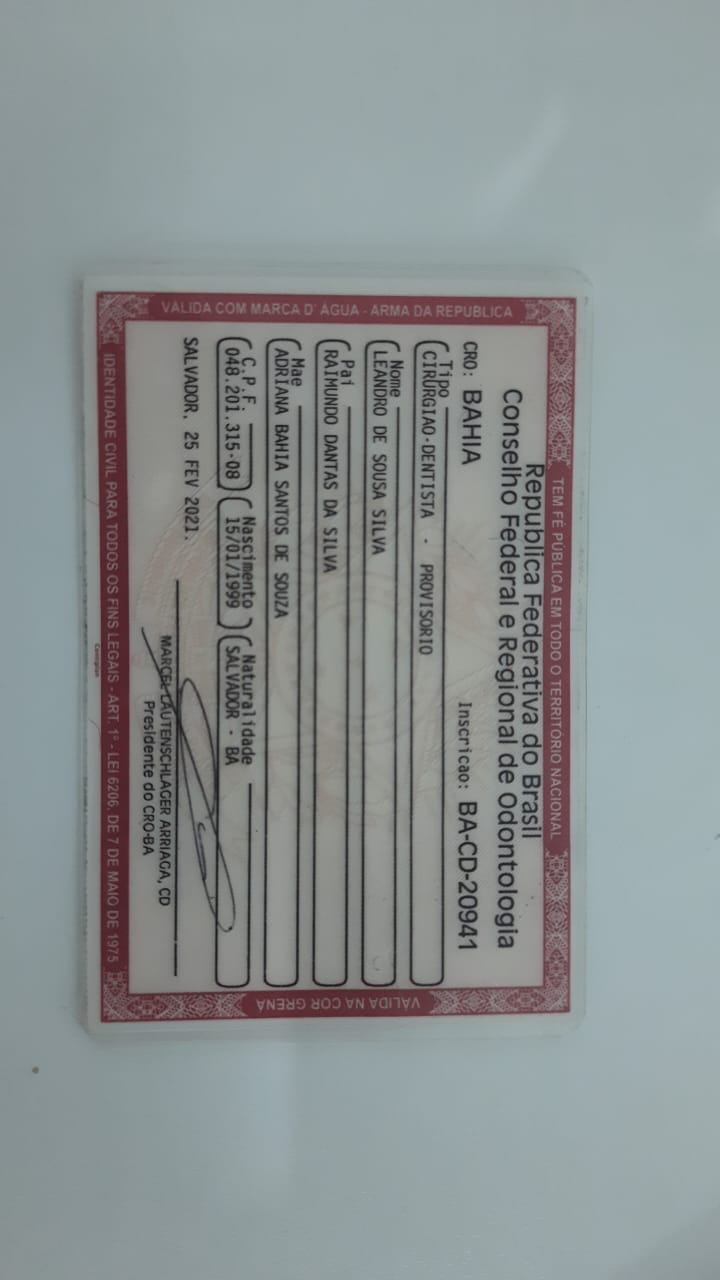 TEM FÉ PÚBLICA EM TODO O TERRITÓRIO NACIONAL
VÁLIDA COM MARCA D'ÁGUA - ARMA DA REPÚBLICA
Republica Federativa do Brasil
Conselho Federal e Regional de Odontologia
CRO: BAHIA Inscricao: BA-CD-20941
Tipo
CIRURGIAO-DENTISTA - PROVISORIO
Nome
LEANDRO DE SOUSA SILVA
Pai
RAIMUNDO DANTAS DA SILVA
Mae
ADRIANA BAHIA SANTOS DE SOUZA
C.P.F. Nascimento Naturalidade
048.201.315-08 15/01/1999 SALVADOR - BA
SALVADOR, 25 FEV 2021.
MARCEL LAUTENSCHLAGER ARRIAGA, CD
Presidente do CRO-BA
VÁLIDA NA COR GRENÁ
IDENTIDADE CIVIL PARA TODOS OS FINS LEGAIS - ART. 1º - LEI 6206, DE 7 DE MAIO DE 1975